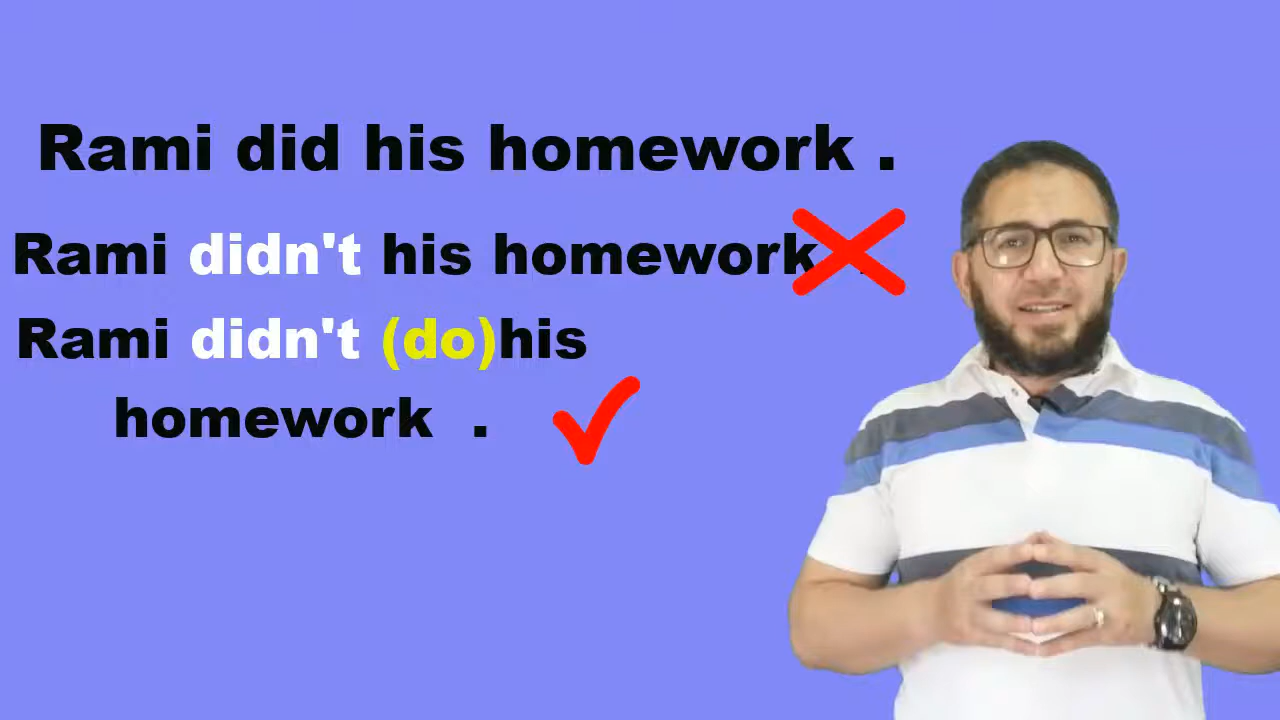 Rami did his homework .
Rami didn't his homework .
Rami didn't (do)his
homework .